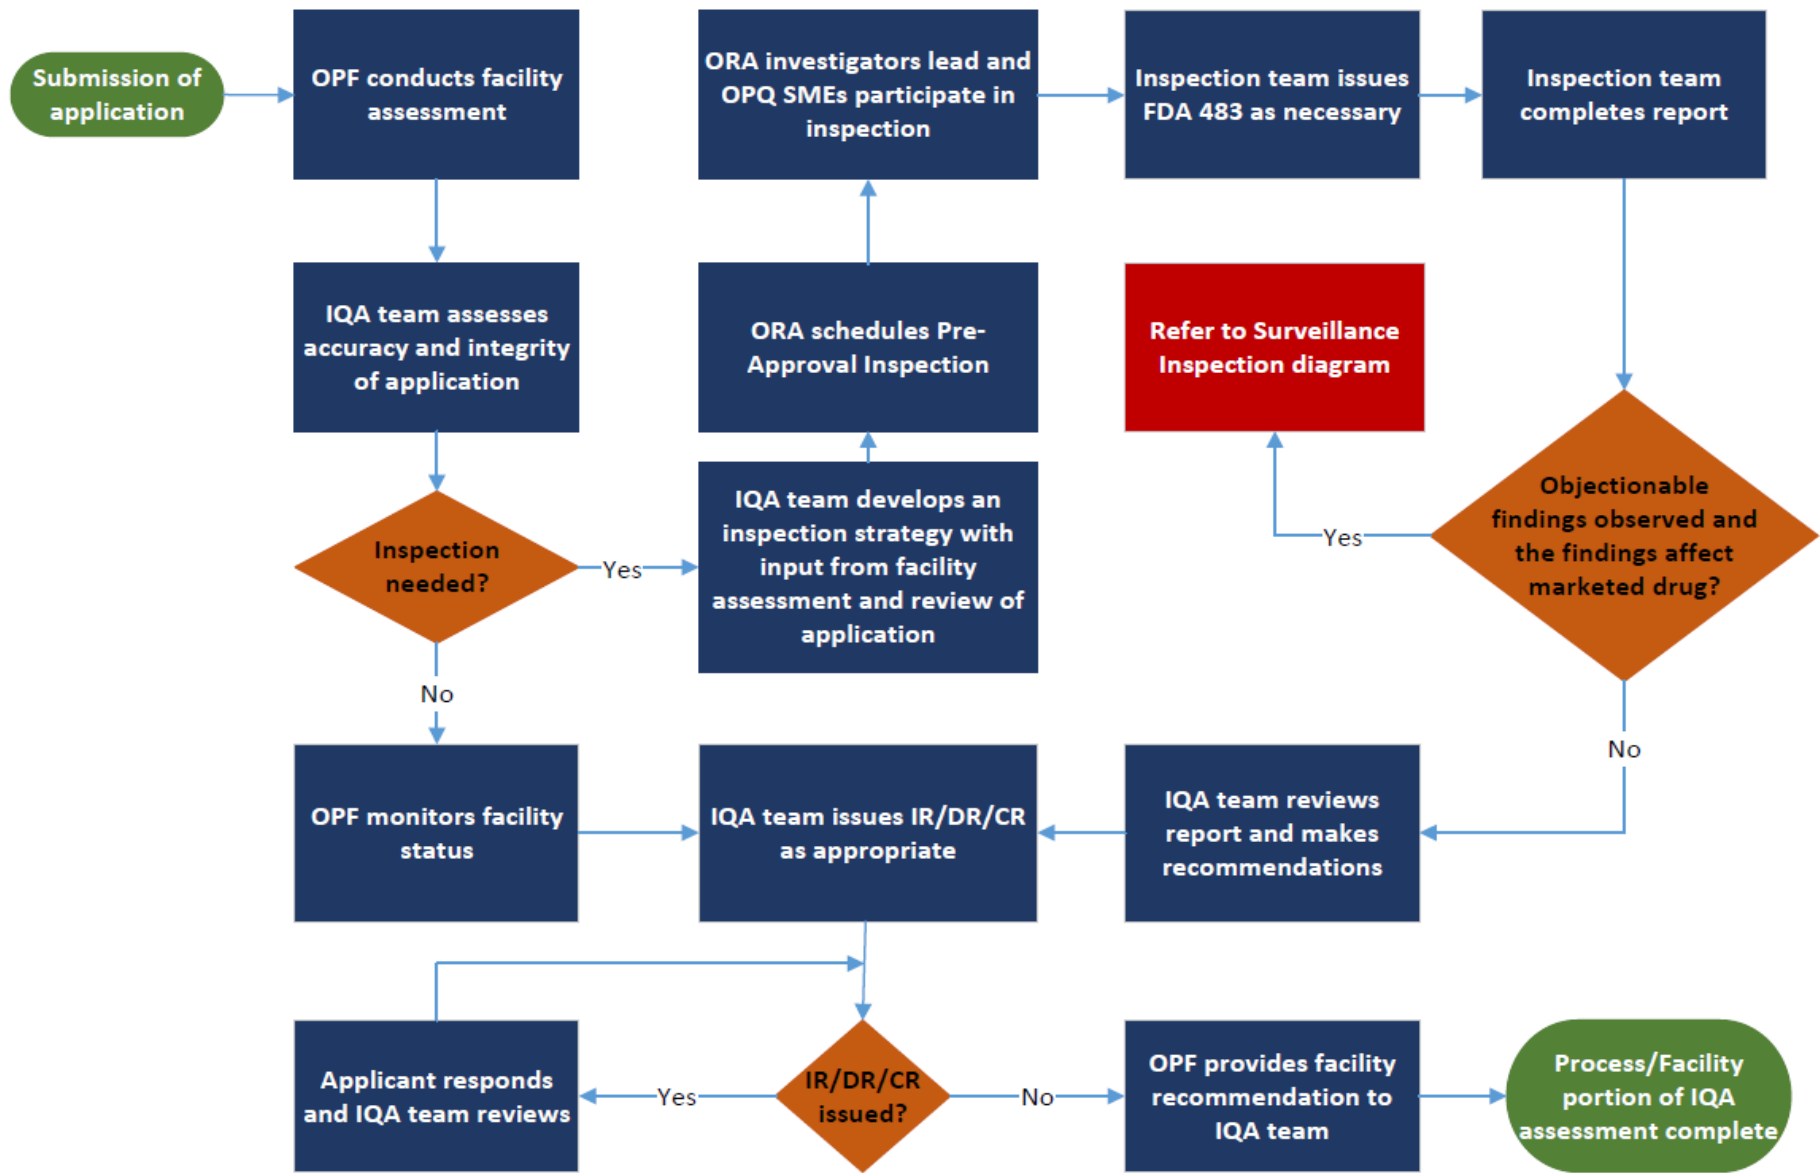 Submission of
application
OPF conducts facility
assessment
ORA investigators lead and
OPQ SMEs participate in
inspection
Inspection team issues
FDA 483 as necessary
Inspection team
completes report
IQA team assesses
accuracy and integrity
of application
ORA schedules Pre-
Approval Inspection
Refer to Surveillance
Inspection diagram
Inspection
needed?
Yes
IQA team develops an
inspection strategy with
input from facility
assessment and review of
application
Yes
Objectionable
findings observed and
the findings affect
marketed drug?
No
No
OPF monitors facility
status
IQA team issues IR/DR/CR
as appropriate
IQA team reviews
report and makes
recommendations
Applicant responds
and IQA team reviews
Yes
IR/DR/CR
issued?
No
OPF provides facility
recommendation to
IQA team
Process/Facility
portion of IQA
assessment complete